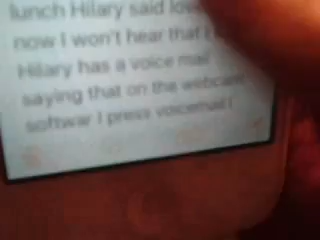 lunch Hilary said
now I won't hear that
Hilary has a voice mail
saying that on the webcam
softwar I press voicemail!